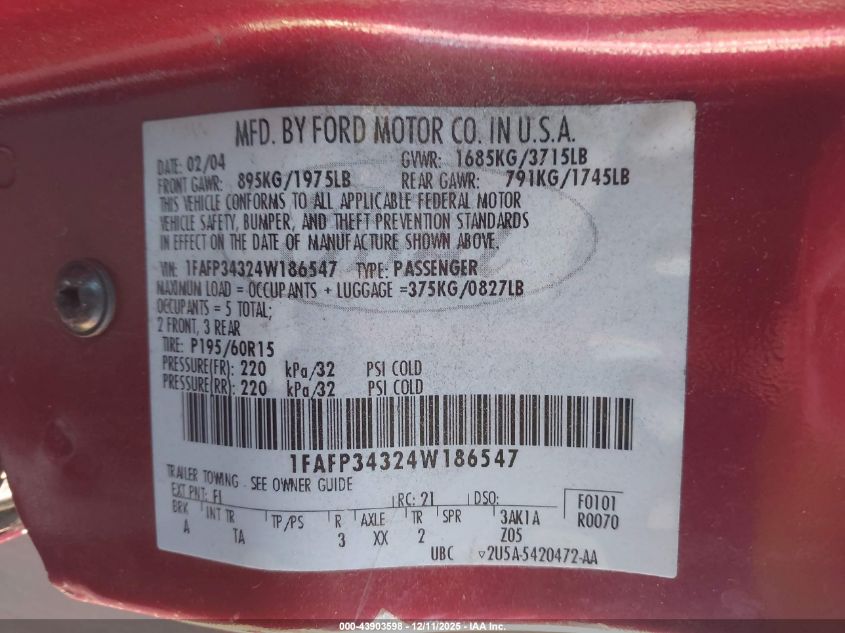 MFD. BY FORD MOTOR CO. IN U.S.A.
DATE: 02/04 GVWR: 1685KG/3715LB
FRONT GAWR: 895KG/1975LB REAR GAWR: 791KG/1745LB
THIS VEHICLE CONFORMS TO ALL APPLICABLE FEDERAL MOTOR
VEHICLE SAFETY, BUMPER, AND THEFT PREVENTION STANDARDS
IN EFFECT ON THE DATE OF MANUFACTURE SHOWN ABOVE.
VIN: 1FAFP34324W186547 TYPE: PASSENGER
MAXIMUM LOAD = OCCUPANTS + LUGGAGE =375KG/0827LB
OCCUPANTS = 5 TOTAL;
2 FRONT, 3 REAR
TIRE: P195/60R15
PRESSURE(FR): 220 kPa/32 PSI COLD
PRESSURE(RR): 220 kPa/32 PSI COLD
1FAFP34324W186547
TRAILER TOWING - SEE OWNER GUIDE
EXT PNT: FI RC: 21 DSO: F0101
BRK INT TR TP/PS R AXLE TR SPR 3AK1A R0070
A TA 3 XX 2 Z05
UBC ▽2U5A-5420472-AA
000-43903598 - 12/11/2025 - IAA Inc.